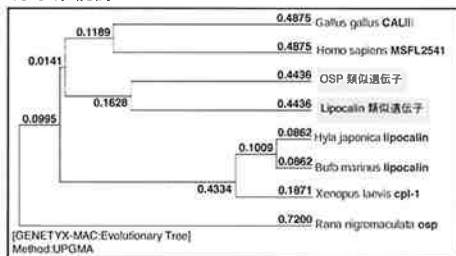 0.4875 Gallus gallus CALIII
0.1189
0.4875 Homo sapiens MSFL2541
0.0141
0.4436 OSP 類似遺伝子
0.1628
0.4436 Lipocalin 類似遺伝子
0.0995
0.0862 Hyla japonica lipocalin
0.1009
0.0862 Bufo marinus lipocalin
0.4334
0.1871 Xenopus laevis cpl-1
0.7200 Rana nigromaculata osp
[GENETYX-MAC:Evolutionary Tree]
Method:UPGMA